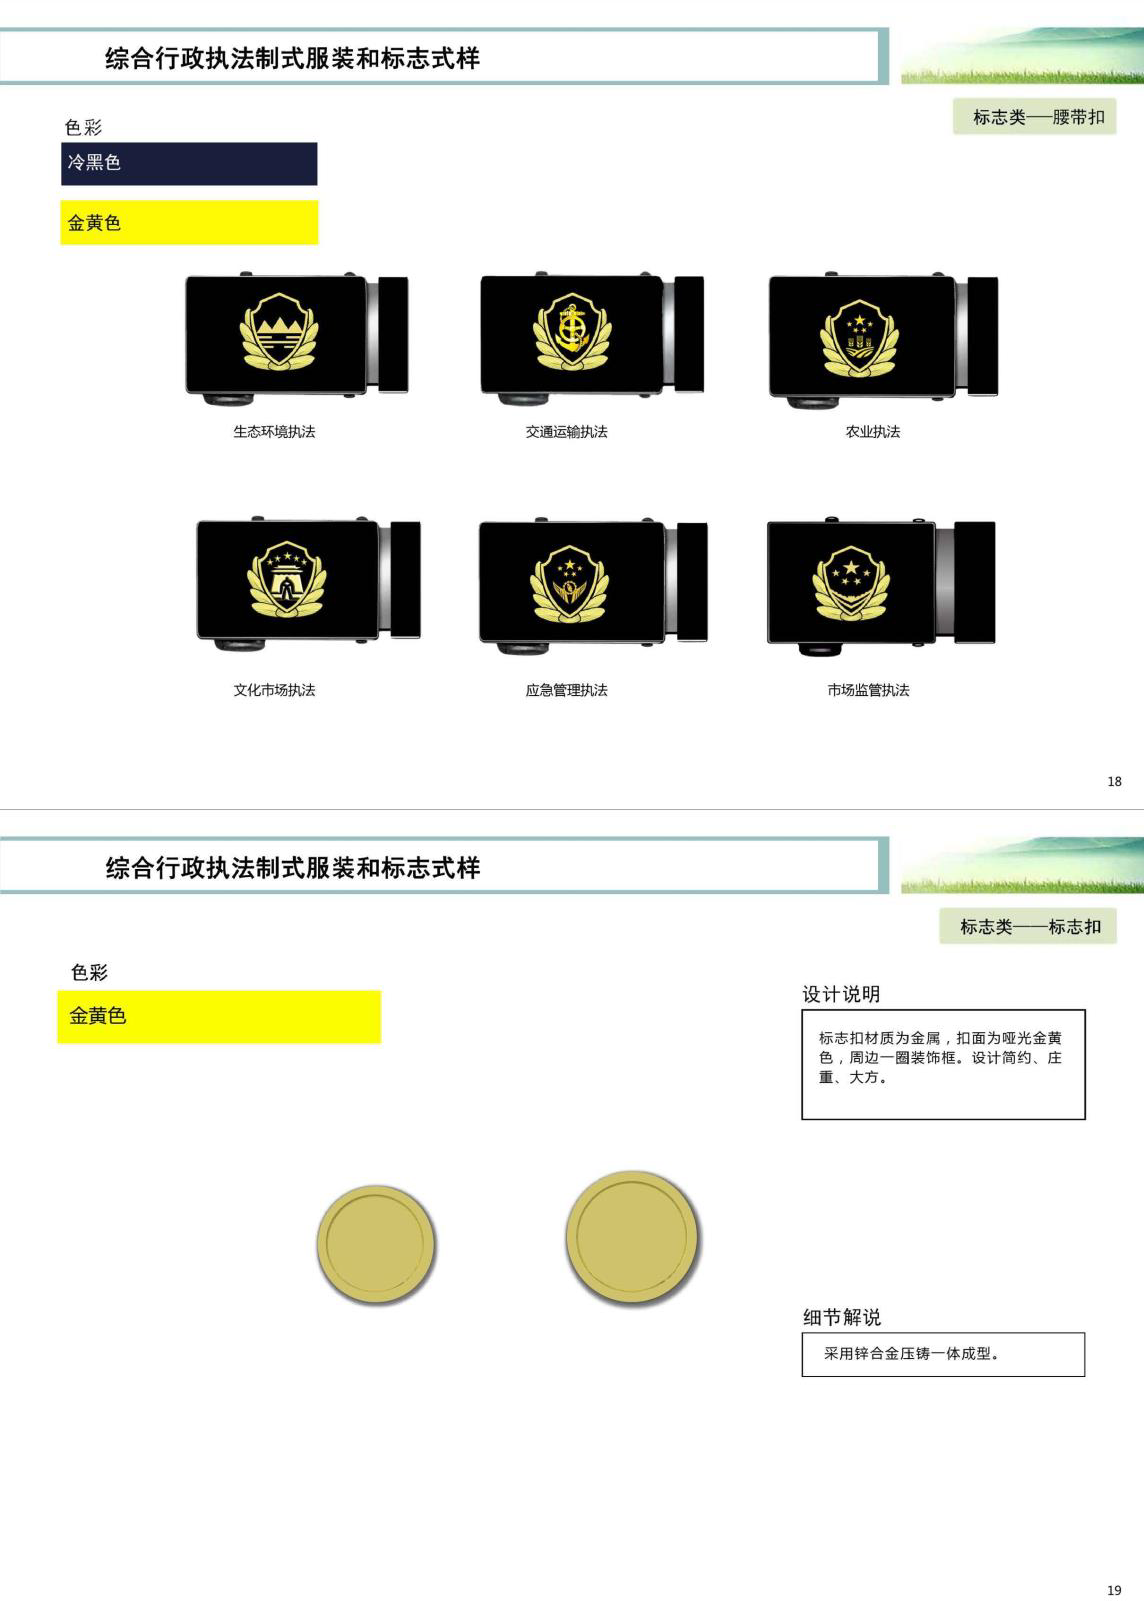 综合行政执法制式服装和标志式样
标志类——腰带扣
色彩
冷黑色
金黄色
生态环境执法
交通运输执法
农业执法
文化市场执法
应急管理执法
市场监管执法
18
综合行政执法制式服装和标志式样
标志类——标志扣
色彩
金黄色
设计说明
标志扣材质为金属，扣面为哑光金黄
色，周边一圈装饰框。设计简约、庄
重、大方。
细节解说
采用锌合金压铸一体成型。
19